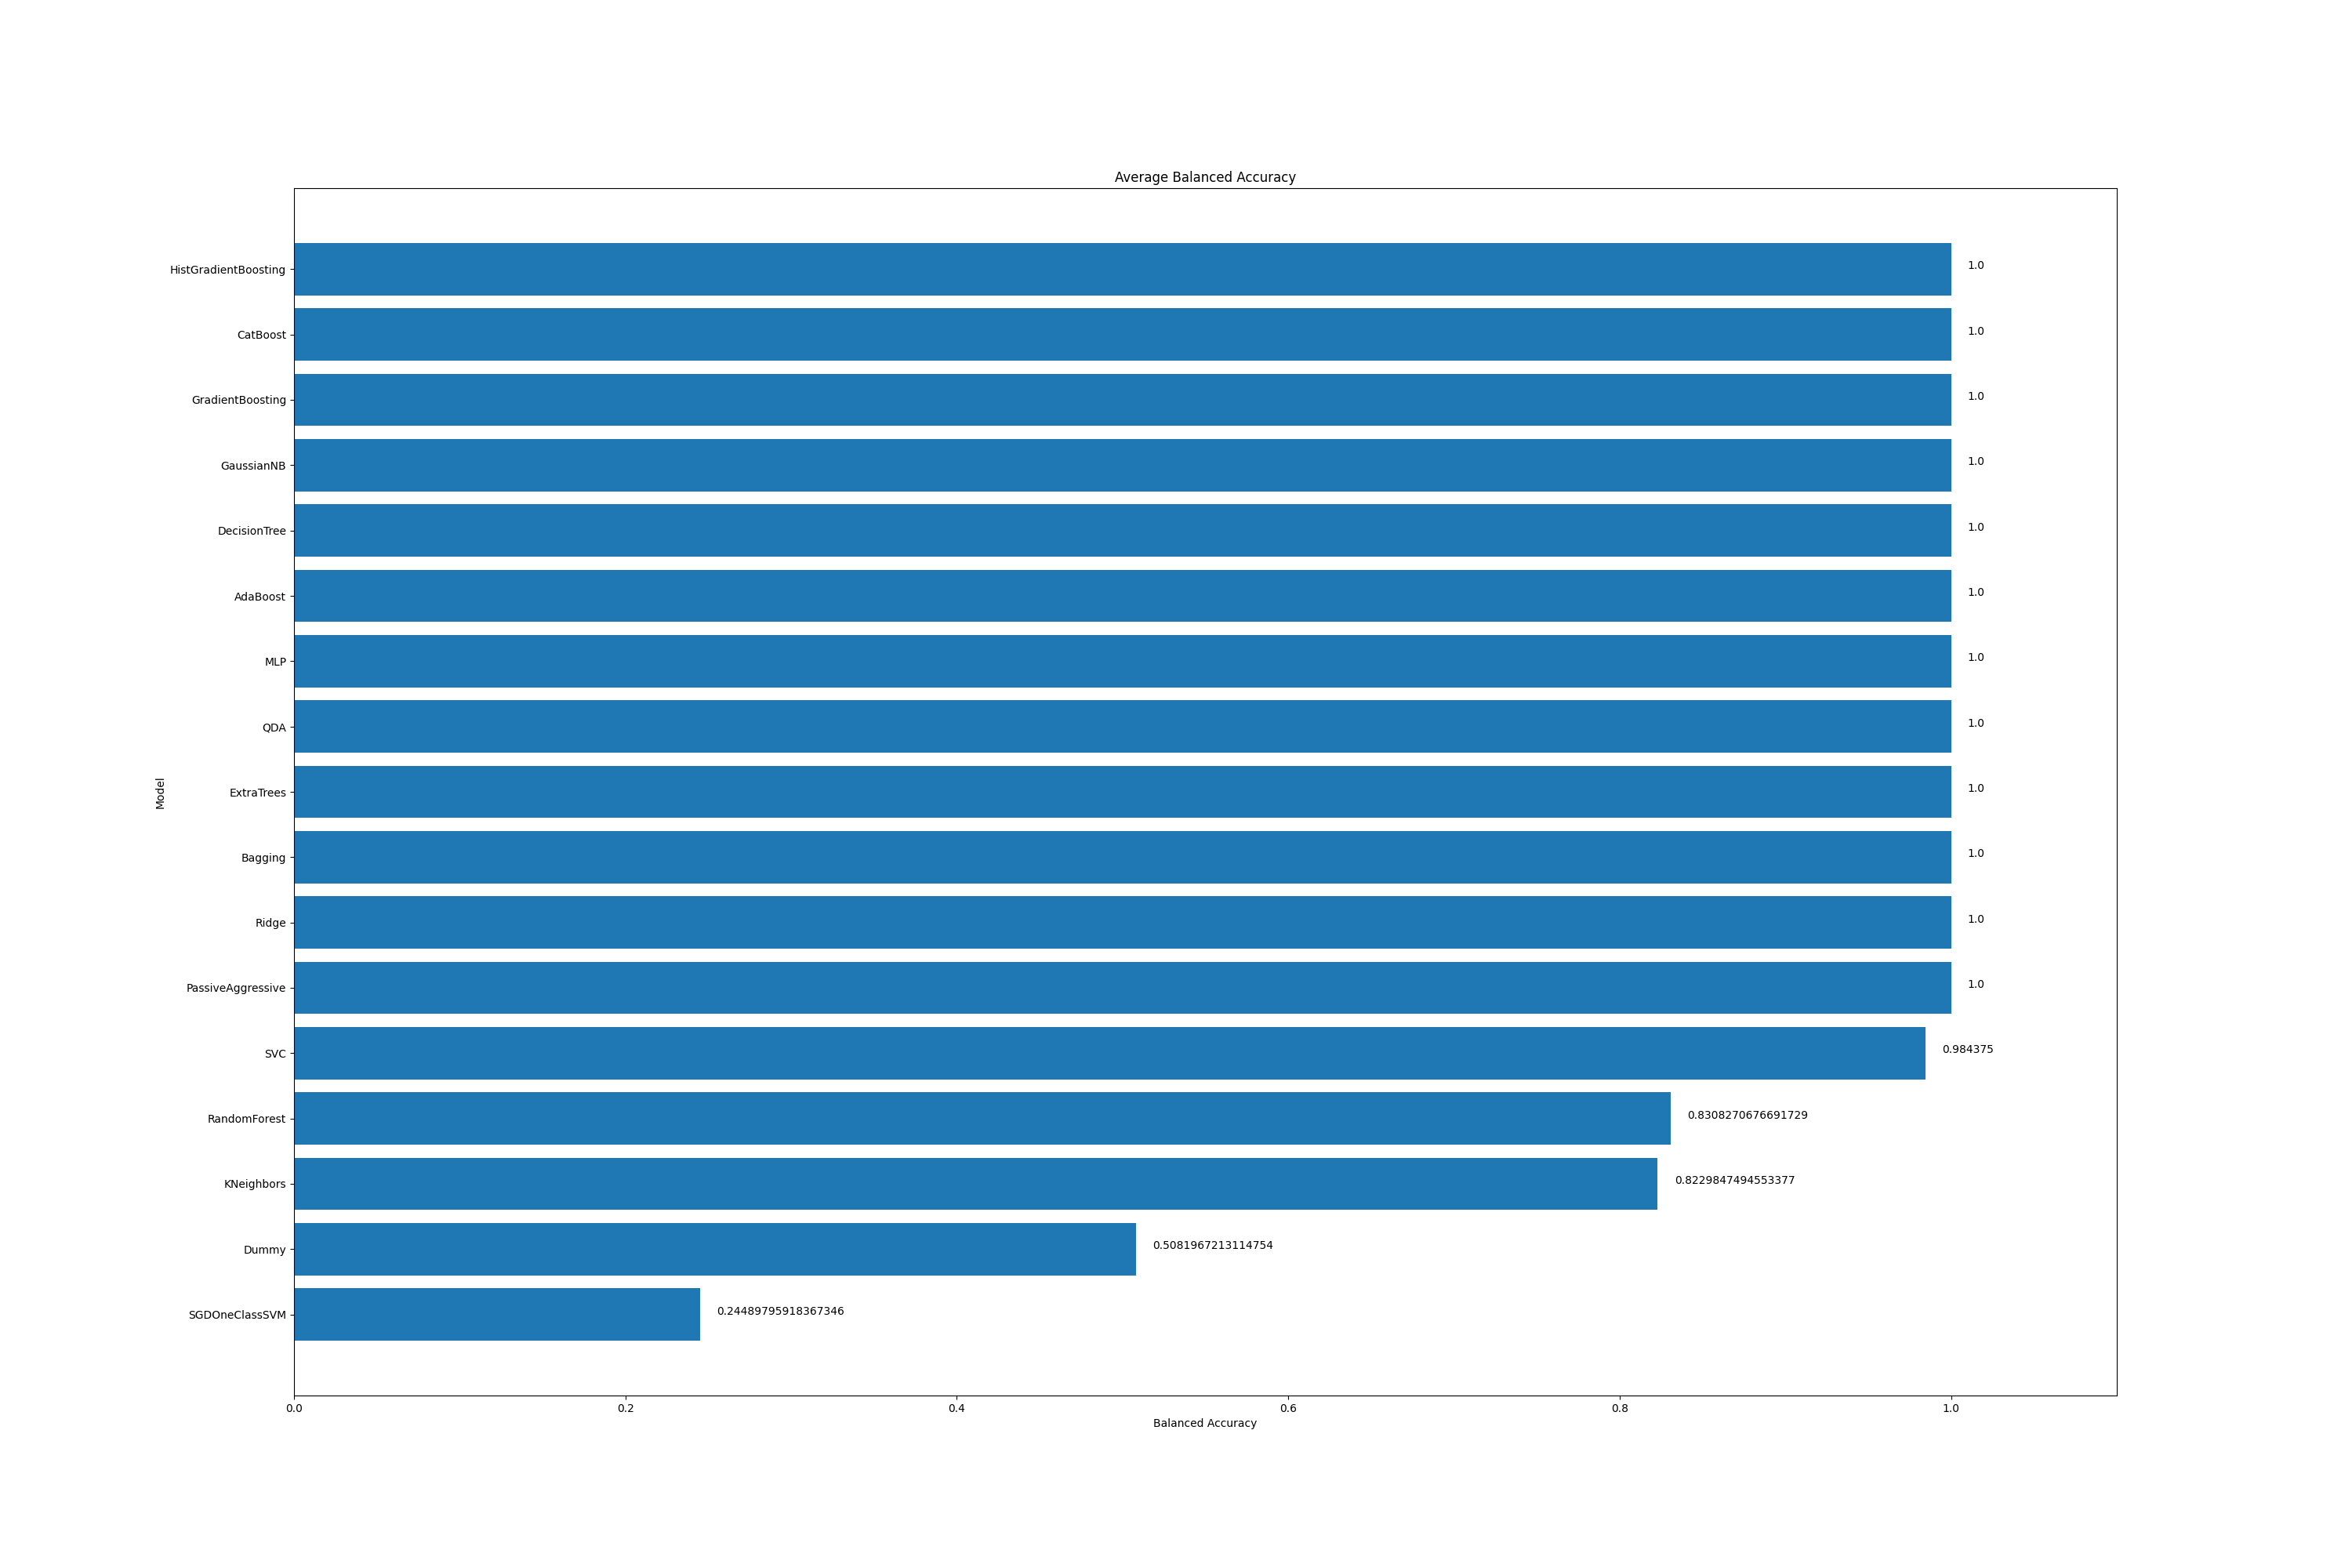 Average Balanced Accuracy
HistGradientBoosting 1.0
CatBoost 1.0
GradientBoosting 1.0
GaussianNB 1.0
DecisionTree 1.0
AdaBoost 1.0
MLP 1.0
QDA 1.0
ExtraTrees 1.0
Model
Bagging 1.0
Ridge 1.0
PassiveAggressive 1.0
SVC 0.984375
RandomForest 0.8308270676691729
KNeighbors 0.8229847494553377
Dummy 0.5081967213114754
SGDOneClassSVM 0.24489795918367346
0.0 0.2 0.4 0.6 0.8 1.0
Balanced Accuracy